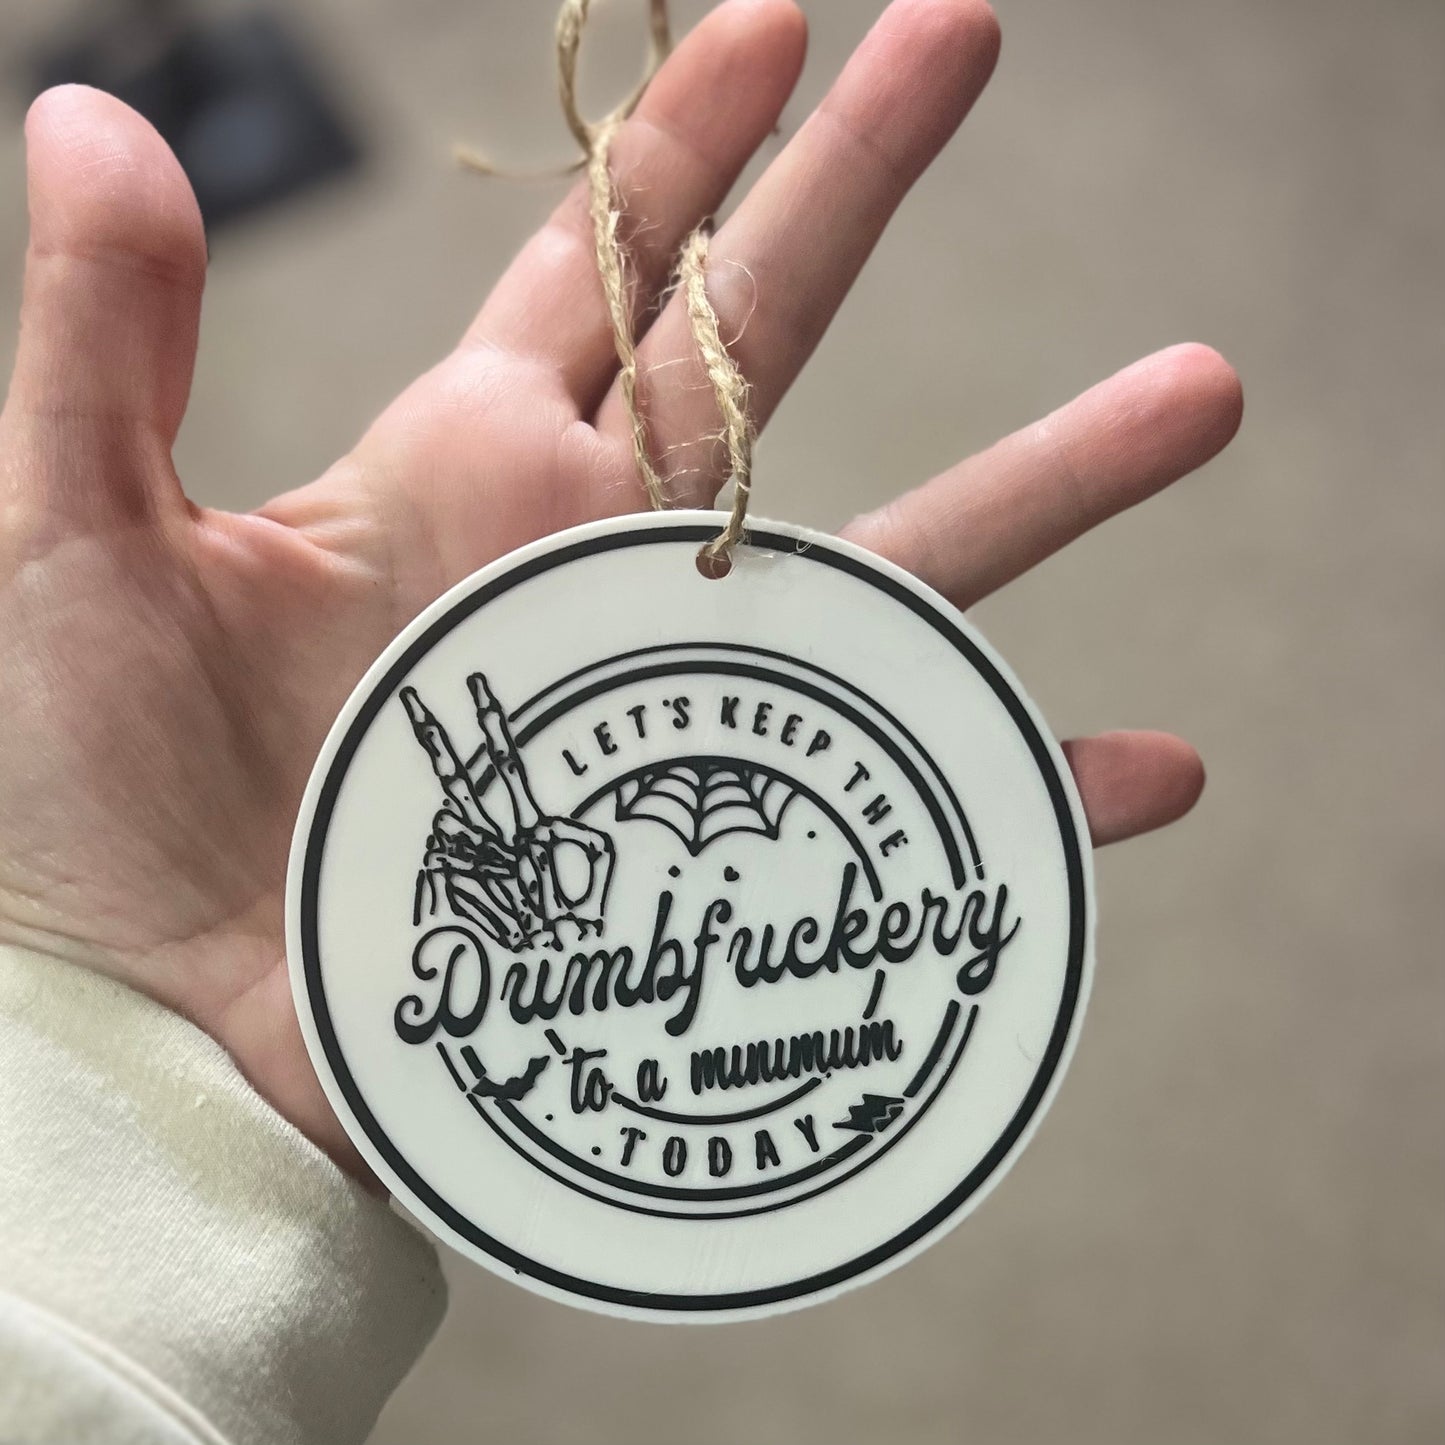 LET'S KEEP THE
Dumbfuckery
to a minimum
TODAY